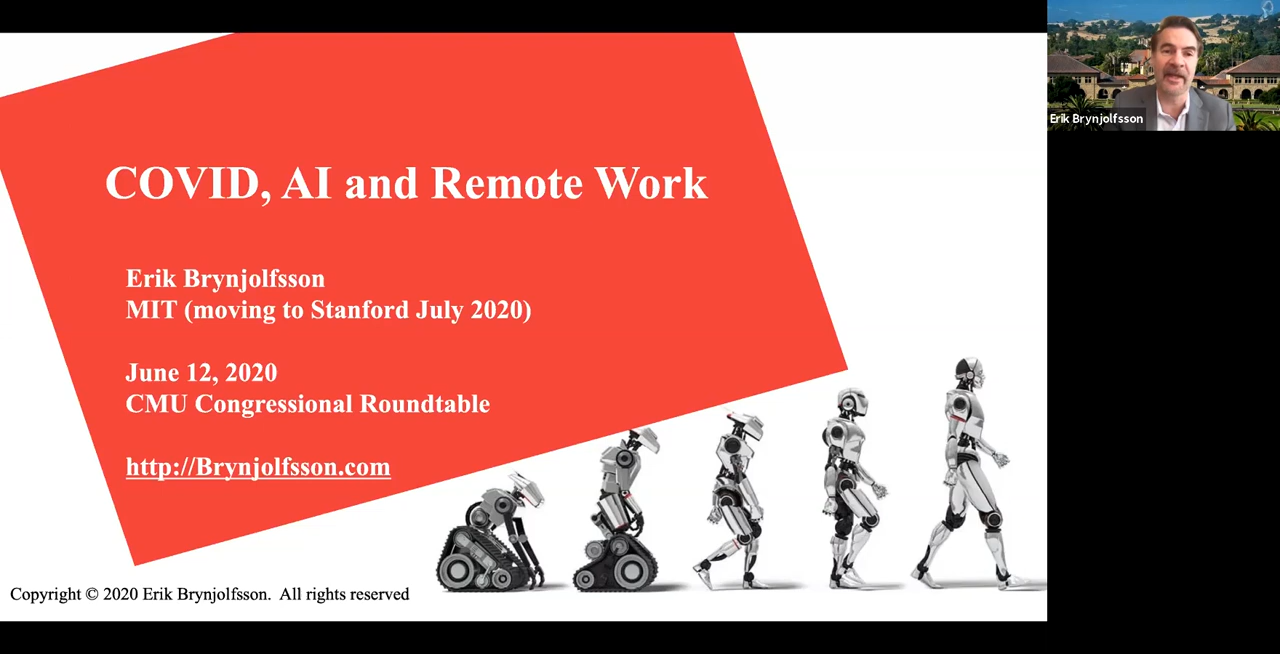 COVID, AI and Remote Work
Erik Brynjolfsson
MIT (moving to Stanford July 2020)
June 12, 2020
CMU Congressional Roundtable
http://Brynjolfsson.com
Copyright © 2020 Erik Brynjolfsson. All rights reserved
Erik Brynjolfsson